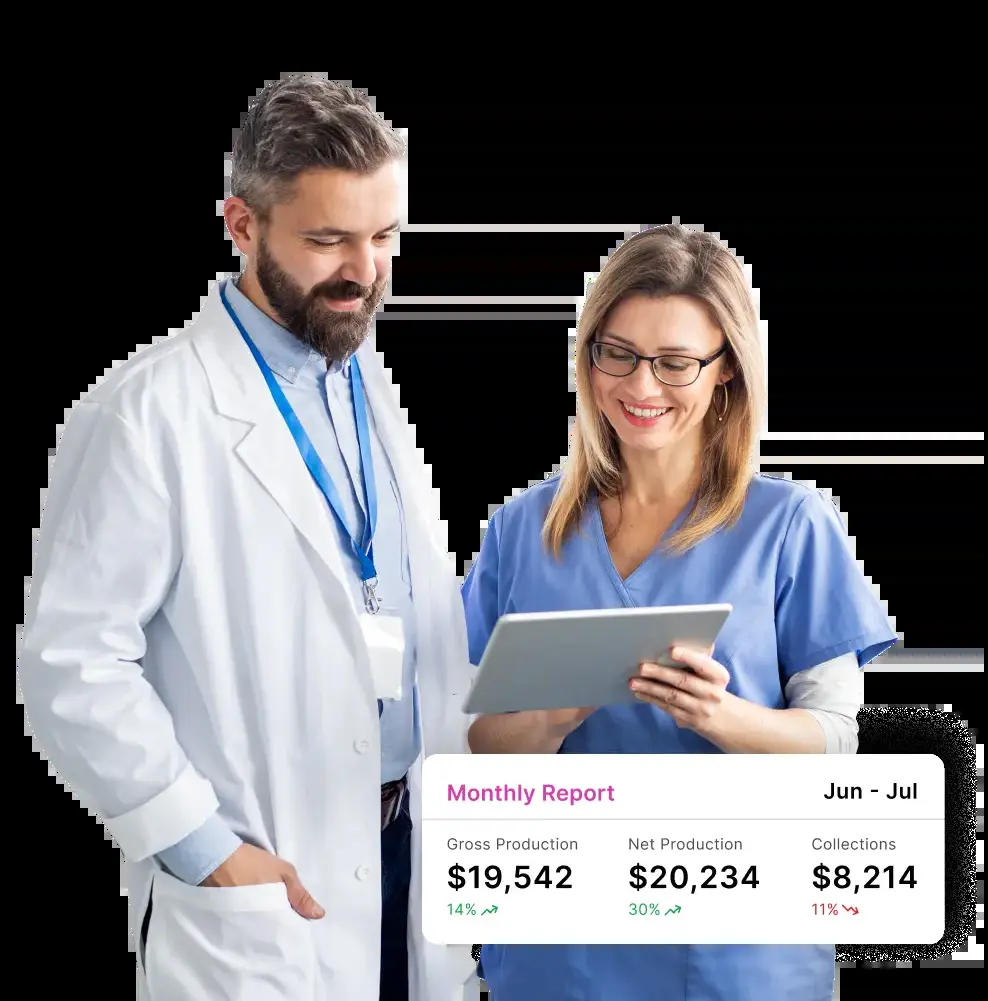 Monthly Report Jun - Jul
Gross Production Net Production Collections
$19,542 $20,234 $8,214
14% 30% 11%